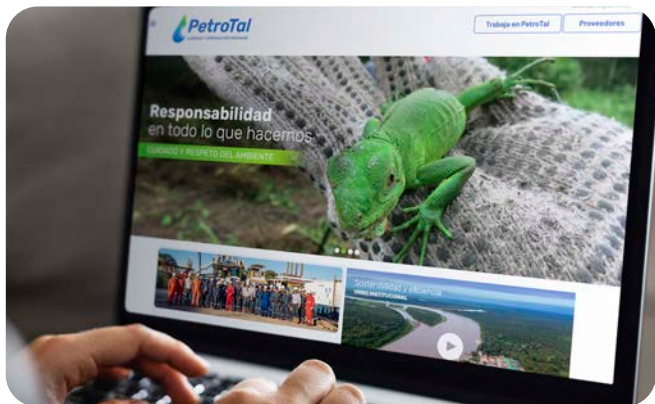 PetroTal
Trabaja en PetroTal
Proveedores
Responsabilidad
en todo lo que hacemos
CUIDADO Y RESPETO DEL AMBIENTE
Sostenibilidad y eficiencia
VIDEO INSTITUCIONAL